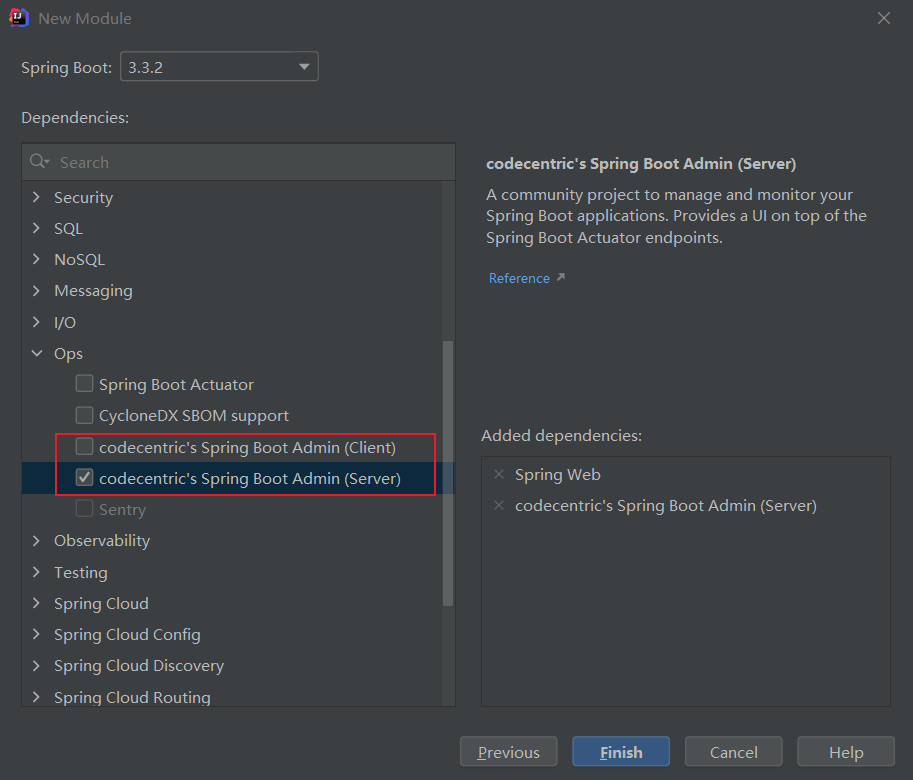 New Module
Spring Boot: 3.3.2
Dependencies:
Search
Security
SQL
NoSQL
Messaging
I/O
Ops
Spring Boot Actuator
CycloneDX SBOM support
codecentric's Spring Boot Admin (Client)
codecentric's Spring Boot Admin (Server)
Sentry
Observability
Testing
Spring Cloud
Spring Cloud Config
Spring Cloud Discovery
Spring Cloud Routing
codecentric's Spring Boot Admin (Server)
A community project to manage and monitor your
Spring Boot applications. Provides a UI on top of the
Spring Boot Actuator endpoints.
Reference ↗
Added dependencies:
Spring Web
codecentric's Spring Boot Admin (Server)
Previous
Finish
Cancel
Help